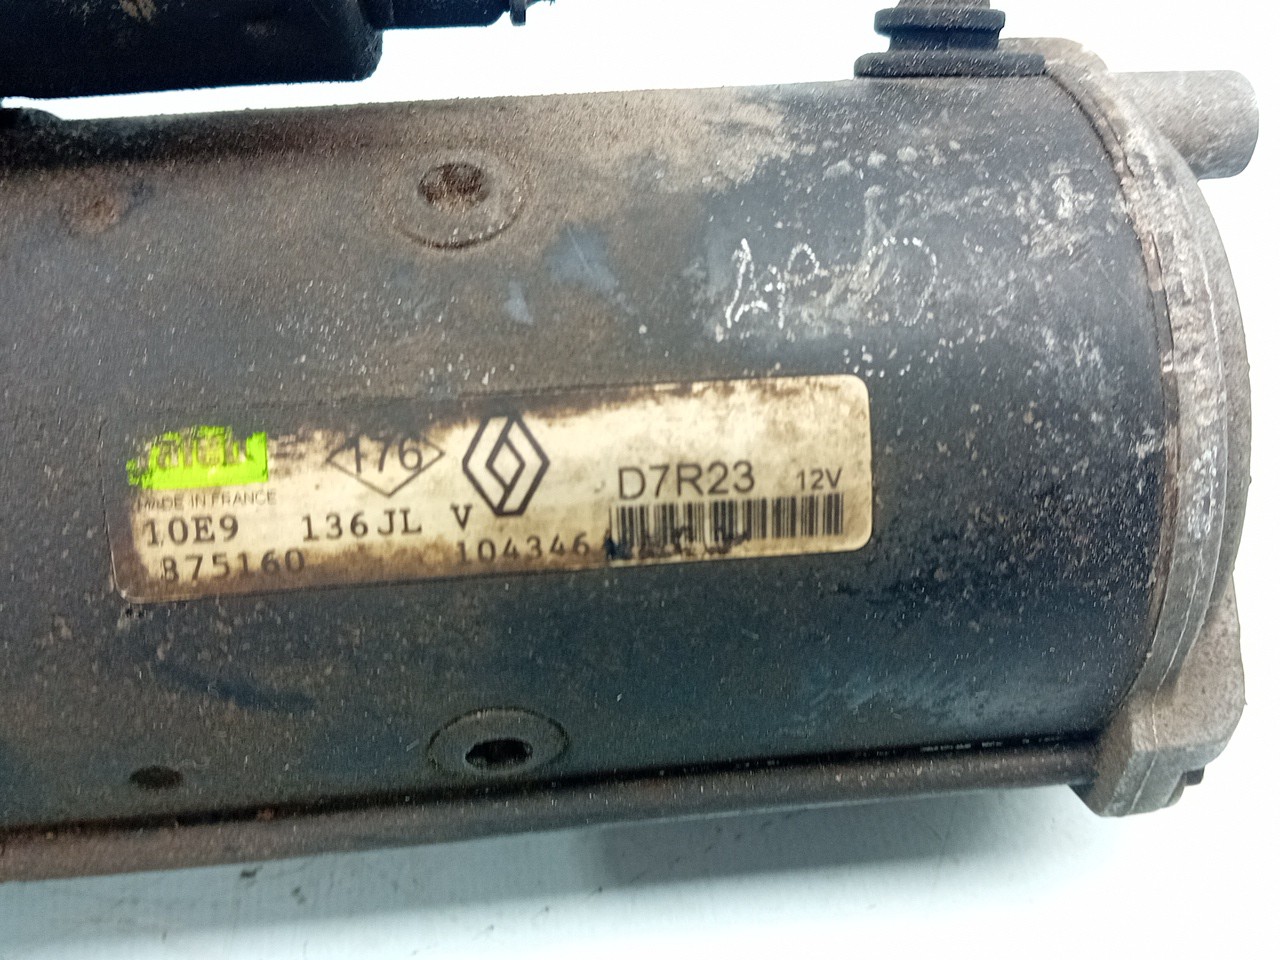 176 D7R23 12V
MADE IN FRANCE
10E9 136JL V
875160 104346